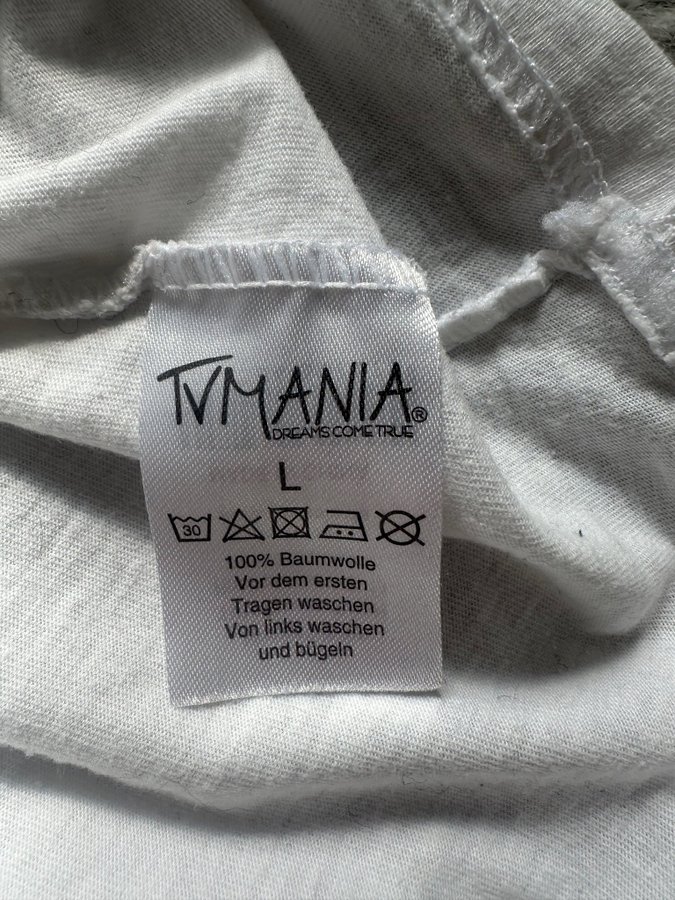 TVMANIA®
DREAMS COME TRUE
L
30
100% Baumwolle
Vor dem ersten
Tragen waschen
Von links waschen
und bügeln